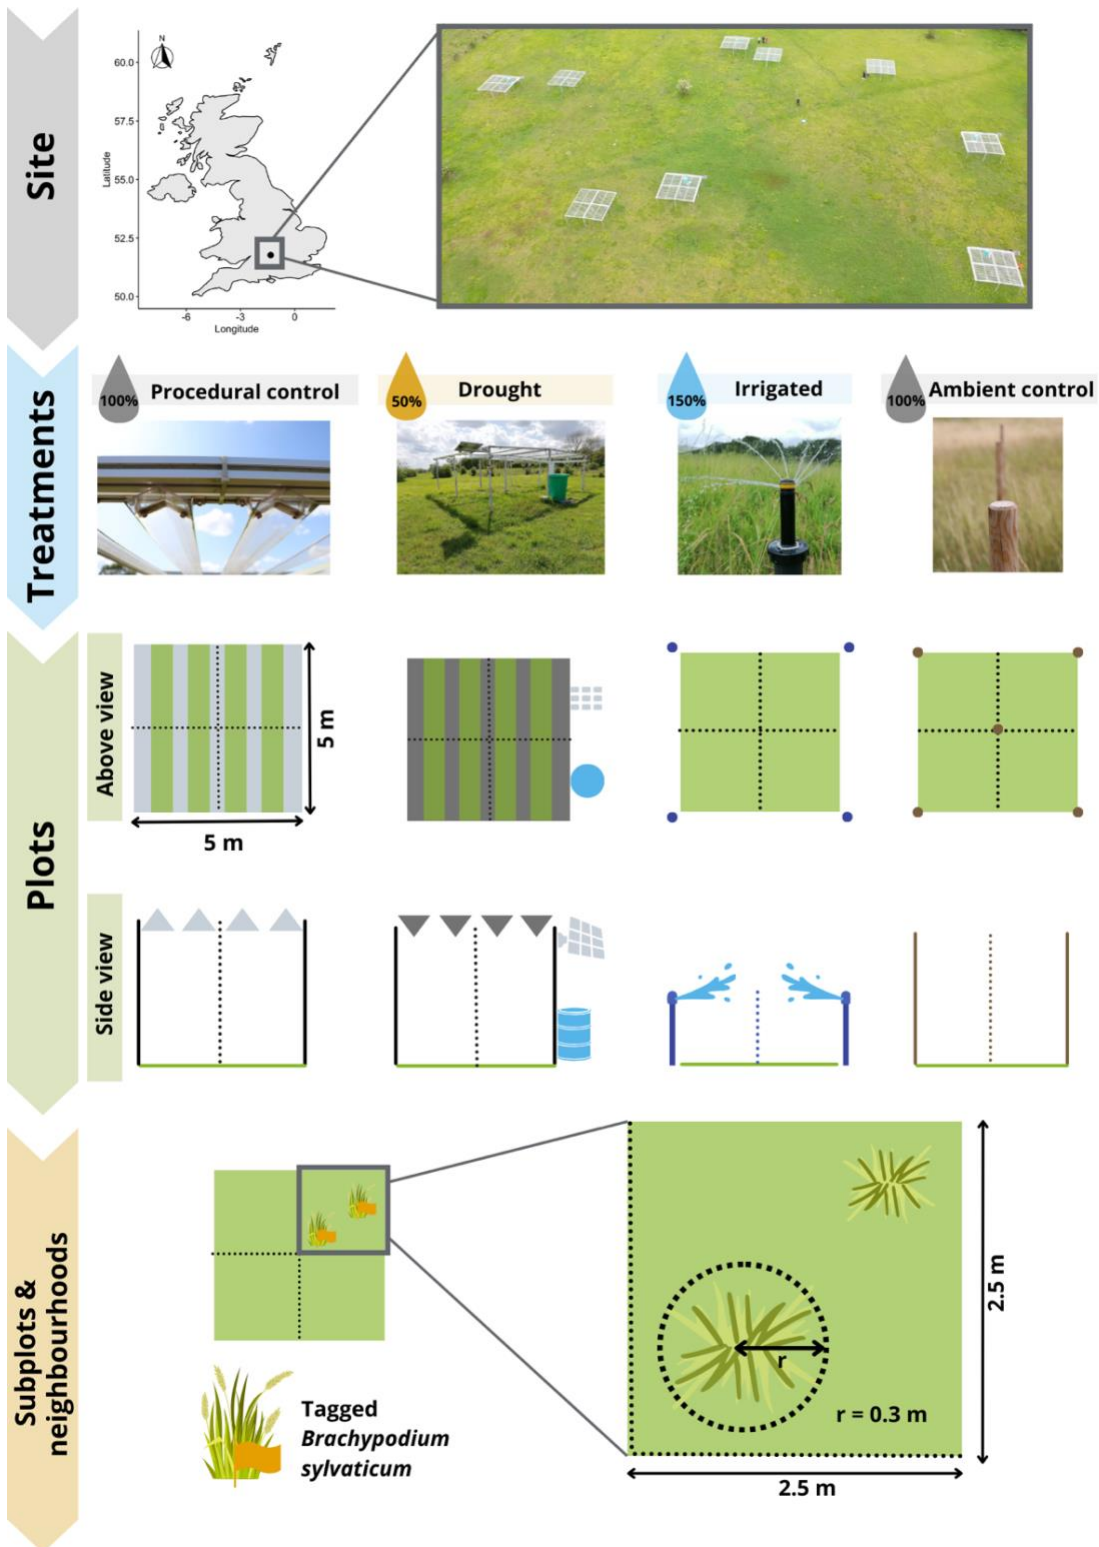 Site
N
60.0
57.5
55.0
52.5
50.0
Latitude
-6
-3
0
Longitude
Treatments
100%
Procedural control
50%
Drought
150%
Irrigated
100%
Ambient control
Plots
Above view
5 m
5 m
Side view
Subplots &
neighbourhoods
Tagged
Brachypodium
sylvaticum
r
r = 0.3 m
2.5 m
2.5 m